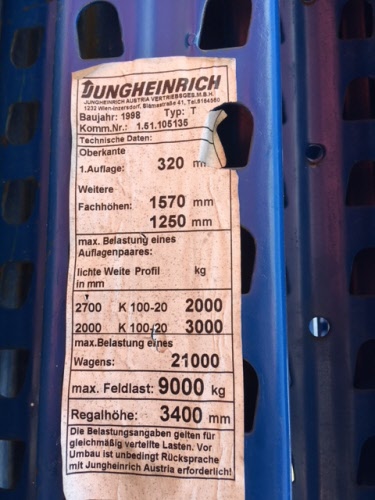 JUNGHEINRICH
JUNGHEINRICH AUSTRIA VERTRIEBSGES.M.B.H.
1232 Wien-Inzersdorf, Slamastraße 41, Tel.6164560
Baujahr: 1998 Typ: T
Komm.Nr.: 1.51.105135
Technische Daten:
Oberkante
1.Auflage: 320 m
Weitere
Fachhöhen: 1570 mm
1250 mm
max. Belastung eines
Auflagenpaares:
lichte Weite Profil kg
in mm
2700 K 100-20 2000
2000 K 100-20 3000
max.Belastung eines
Wagens: 21000
max. Feldlast: 9000 kg
Regalhöhe: 3400 mm
Die Belastungsangaben gelten für
gleichmäßig verteilte Lasten. Vor
Umbau ist unbedingt Rücksprache
mit Jungheinrich Austria erforderlich!